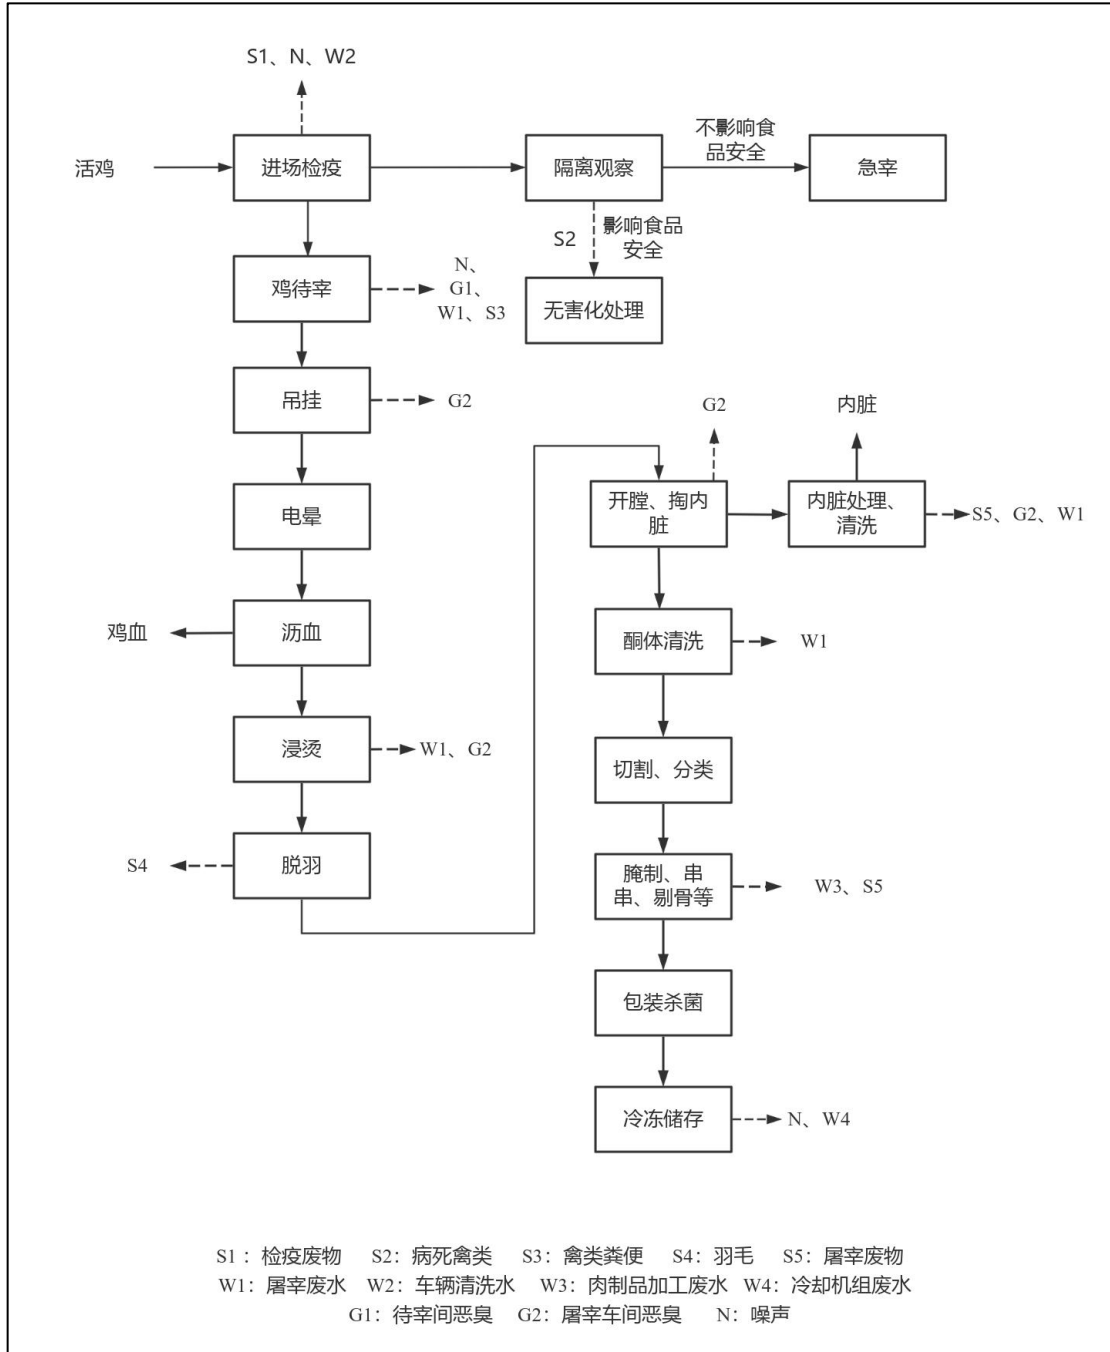 S1、N、W2
活鸡
进场检疫
隔离观察
不影响食
品安全
急宰
S2
影响食品
安全
无害化处理
鸡待宰
N、
G1、
W1、S3
吊挂
G2
电晕
沥血
鸡血
浸烫
W1、G2
脱羽
S4
G2
内脏
开膛、掏内
脏
内脏处理、
清洗
S5、G2、W1
酮体清洗
W1
切割、分类
腌制、串
串、剔骨等
W3、S5
包装杀菌
冷冻储存
N、W4
S1：检疫废物 S2：病死禽类 S3：禽类粪便 S4：羽毛 S5：屠宰废物
W1：屠宰废水 W2：车辆清洗水 W3：肉制品加工废水 W4：冷却机组废水
G1：待宰间恶臭 G2：屠宰车间恶臭 N：噪声